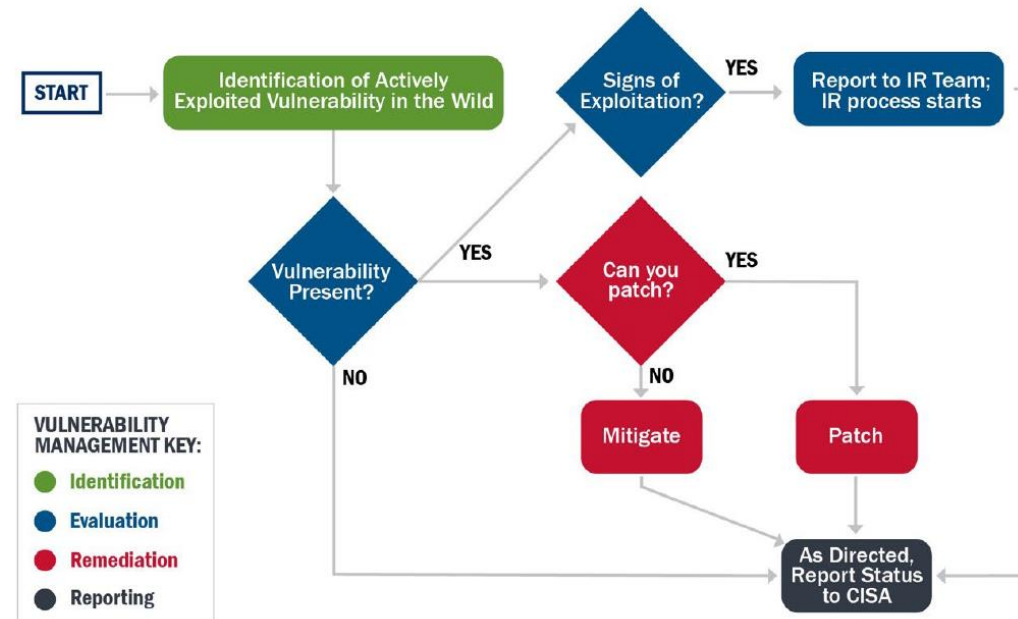 START
Identification of Actively
Exploited Vulnerability in the Wild
Signs of
Exploitation?
YES
Report to IR Team;
IR process starts
Vulnerability
Present?
YES
Can you
patch?
YES
NO
NO
Mitigate
Patch
As Directed,
Report Status
to CISA
VULNERABILITY
MANAGEMENT KEY:
Identification
Evaluation
Remediation
Reporting